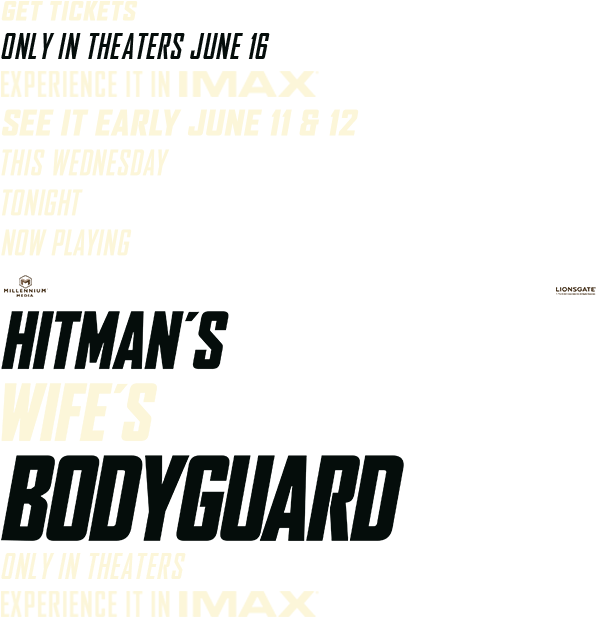 GET TICKETS
ONLY IN THEATERS JUNE 16
EXPERIENCE IT IN IMAX
SEE IT EARLY JUNE 11 & 12
THIS WEDNESDAY
TONIGHT
NOW PLAYING
MILLENNIUM
MEDIA
LIONSGATE
HITMAN´S
WIFE´S
BODYGUARD
ONLY IN THEATERS
EXPERIENCE IT IN IMAX